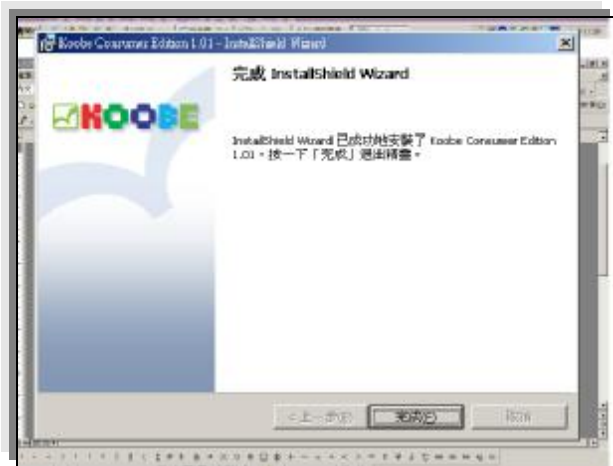 Koobe Consumer Edition 1.01 - InstallShield Wizard
完成 InstallShield Wizard
KOOBE
InstallShield Wizard 已成功地安裝了 Koobe Consumer Edition
1.01。按一下「完成」退出精靈。
<上一步(B)
完成(F)
取消